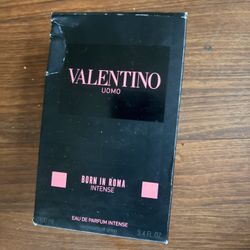 VALENTINO
UOMO
BORN IN ROMA
INTENSE
EAU DE PARFUM INTENSE
3.4 FL. OZ